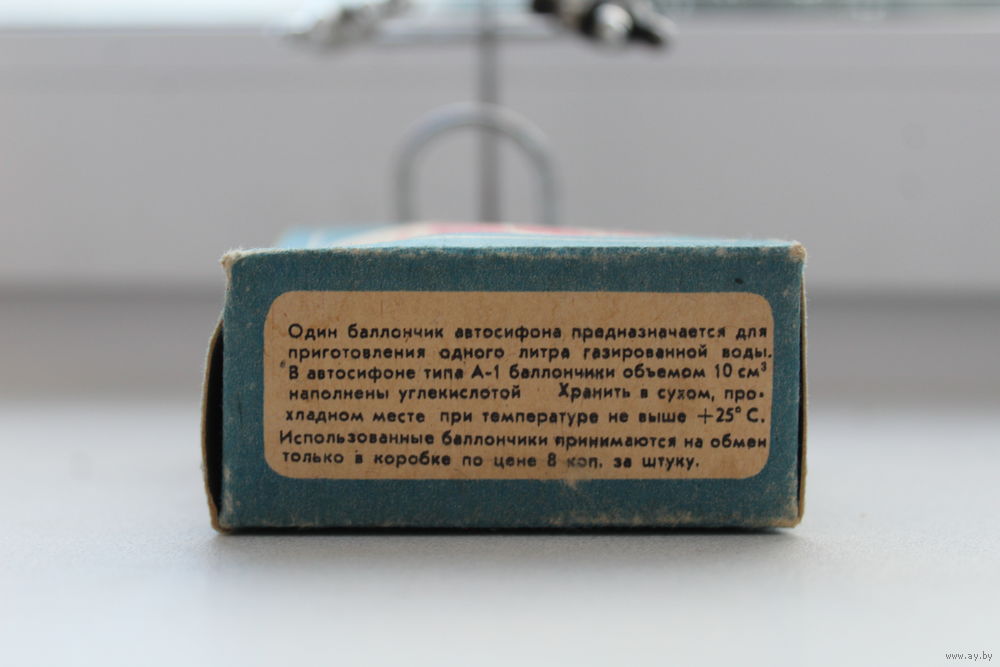 Один баллончик автосифона предназначается для
приготовления одного литра газированной воды.
В автосифоне типа А-1 баллончики объемом 10 см³
наполнены углекислотой Хранить в сухом, про-
хладном месте при температуре не выше +25° С.
Использованные баллончики принимаются на обмен
только в коробке по цене 8 коп. за штуку.
www.ay.by